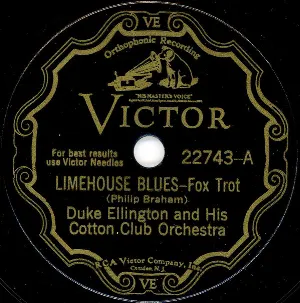 VE
Orthophonic Recording
"HIS MASTER'S VOICE"
VICTOR
For best results
use Victor Needles
22743-A
LIMEHOUSE BLUES–Fox Trot
(Philip Braham)
Duke Ellington and His
Cotton.Club Orchestra
RCA Victor Company, Inc.
Camden, N.J.
VE